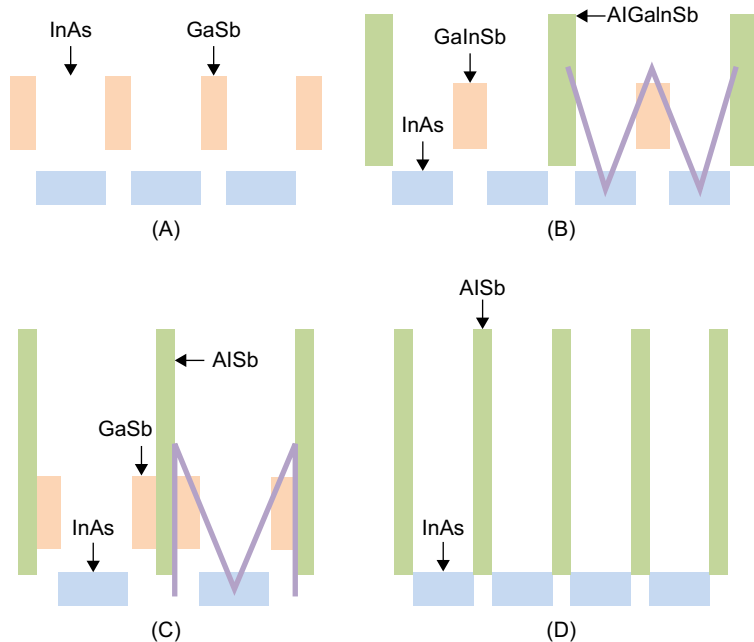 InAs
GaSb
(A)
AlGaInSb
GaInSb
InAs
(B)
AlSb
GaSb
InAs
(C)
AlSb
InAs
(D)